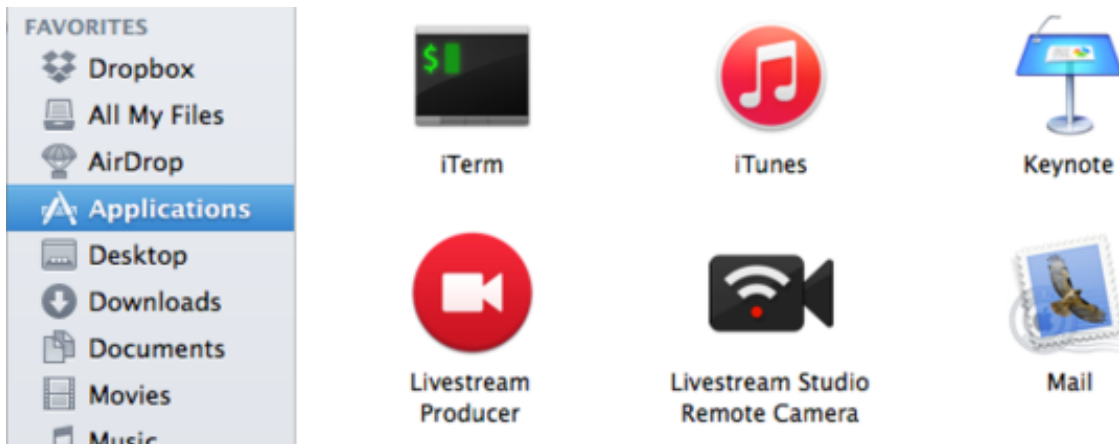 FAVORITES
Dropbox
All My Files
AirDrop
Applications
Desktop
Downloads
Documents
Movies
Music
$
iTerm
iTunes
Keynote
Livestream
Producer
Livestream Studio
Remote Camera
Mail